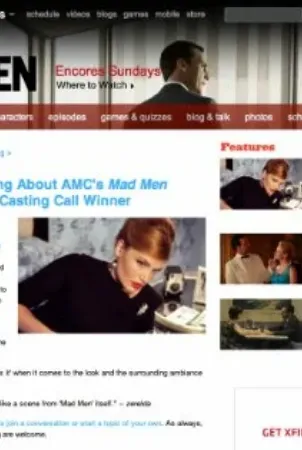 schedule videos blogs games mobile store
EN
Encores Sundays
Where to Watch
aracters episodes games & quizzes blog & talk photos sch
Features
ng About AMC's Mad Men
Casting Call Winner
d
to
e
s if when it comes to the look and the surrounding ambiance
like a scene from 'Mad Men' itself." –
s join a conversation or start a topic of your own. As always,
g are welcome.
GET XFI